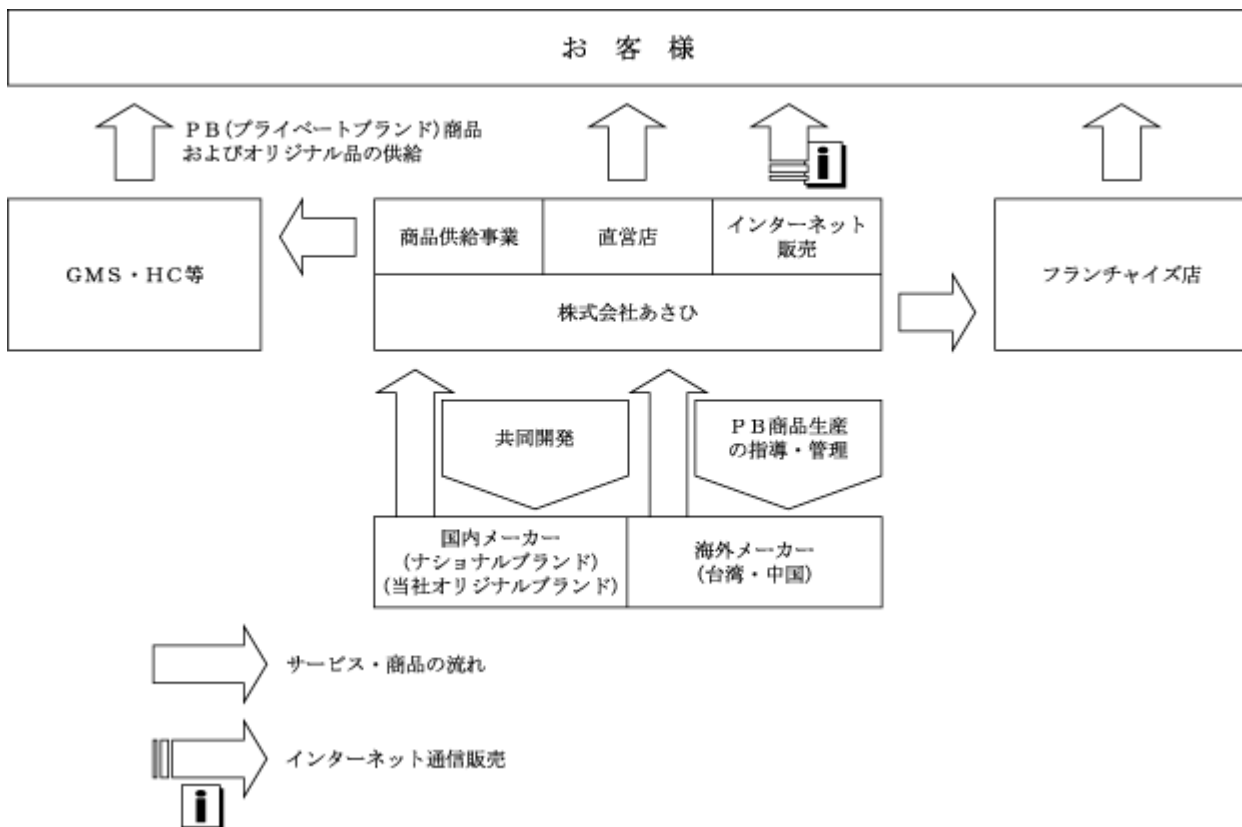 お　客　様
ＰＢ(プライベートブランド)商品
およびオリジナル品の供給
ＧＭＳ・ＨＣ等
商品供給事業
直営店
インターネット
販売
株式会社あさひ
フランチャイズ店
共同開発
ＰＢ商品生産
の指導・管理
国内メーカー
(ナショナルブランド)
(当社オリジナルブランド)
海外メーカー
(台湾・中国)
サービス・商品の流れ
インターネット通信販売